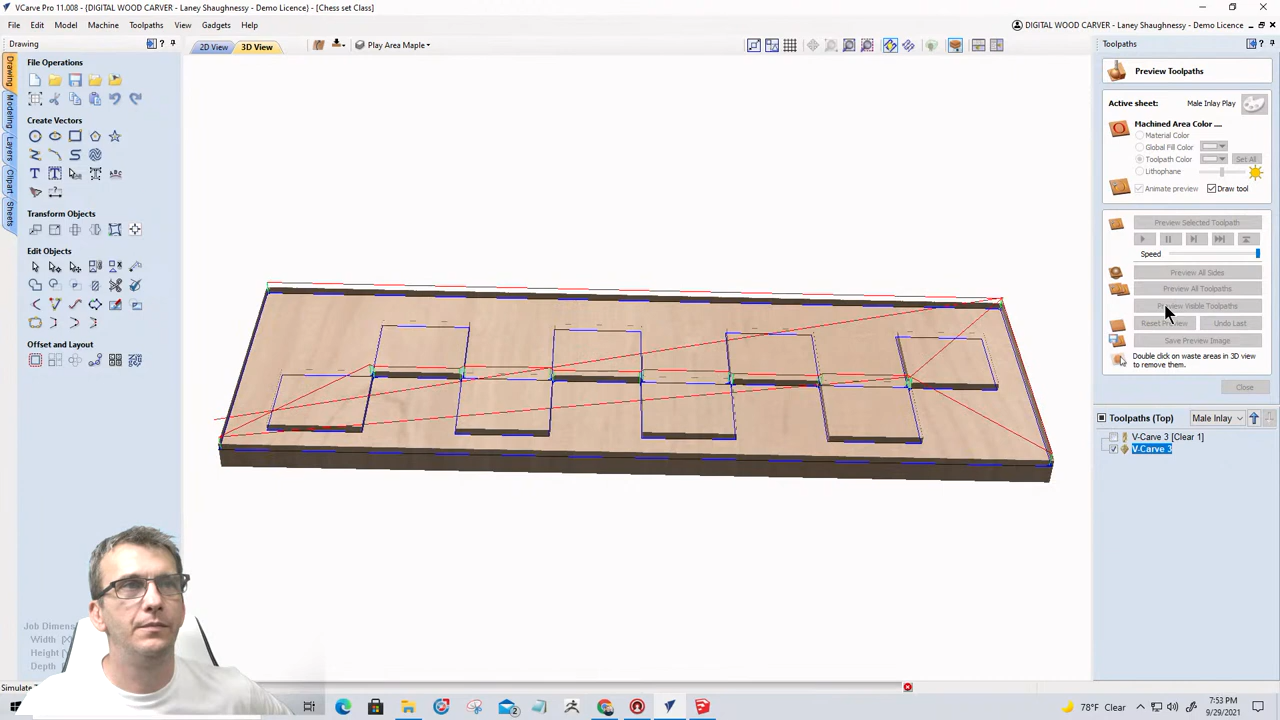 VCarve Pro 11.008 - {DIGITAL WOOD CARVER - Laney Shaughnessy - Demo Licence} - [Chess set Class]
File Edit Model Machine Toolpaths View Gadgets Help
DIGITAL WOOD CARVER - Laney Shaughnessy - Demo Licence
Drawing
2D View
3D View
Play Area Maple
Toolpaths
Drawing
Modeling
Layers
Clipart
Sheets
File Operations
Create Vectors
Transform Objects
Edit Objects
Offset and Layout
Job Dimens
Width
Height
Depth
Preview Toolpaths
Active sheet: Male Inlay Play
Machined Area Color ....
Material Color
Global Fill Color
Toolpath Color
Set All
Lithophane
Animate preview
Draw tool
Preview Selected Toolpath
Speed
Preview All Sides
Preview All Toolpaths
Preview Visible Toolpaths
Reset Preview
Undo Last
Save Preview Image
Double click on waste areas in 3D view
to remove them.
Close
Toolpaths (Top)
Male Inlay
V-Carve 3 [Clear 1]
V-Carve 3
78°F Clear
7:53 PM
9/29/2021